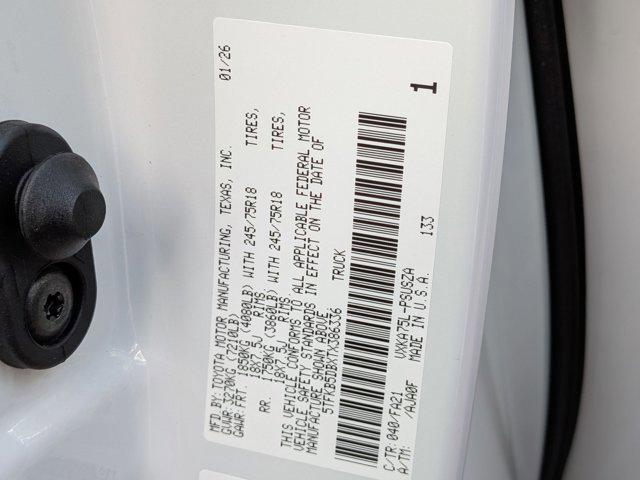 MFD.BY: TOYOTA MOTOR MANUFACTURING, TEXAS, INC. 01/26
GVWR: 3270KG (7210LB)
GAWR: FRT. 1850KG (4080LB) WITH 245/75R18 TIRES,
18X7.5J RIMS
RR. 1750KG (3860LB) WITH 245/75R18 TIRES,
18X7.5J RIMS
THIS VEHICLE CONFORMS TO ALL APPLICABLE FEDERAL MOTOR
VEHICLE SAFETY STANDARDS IN EFFECT ON THE DATE OF
MANUFACTURE SHOWN ABOVE.
5TFKB5DBXTX386336 TRUCK
C/TR: 040/FA21 VXKA75L-PSUSZA 133
A/TM: /AJA0F MADE IN U.S.A.
1